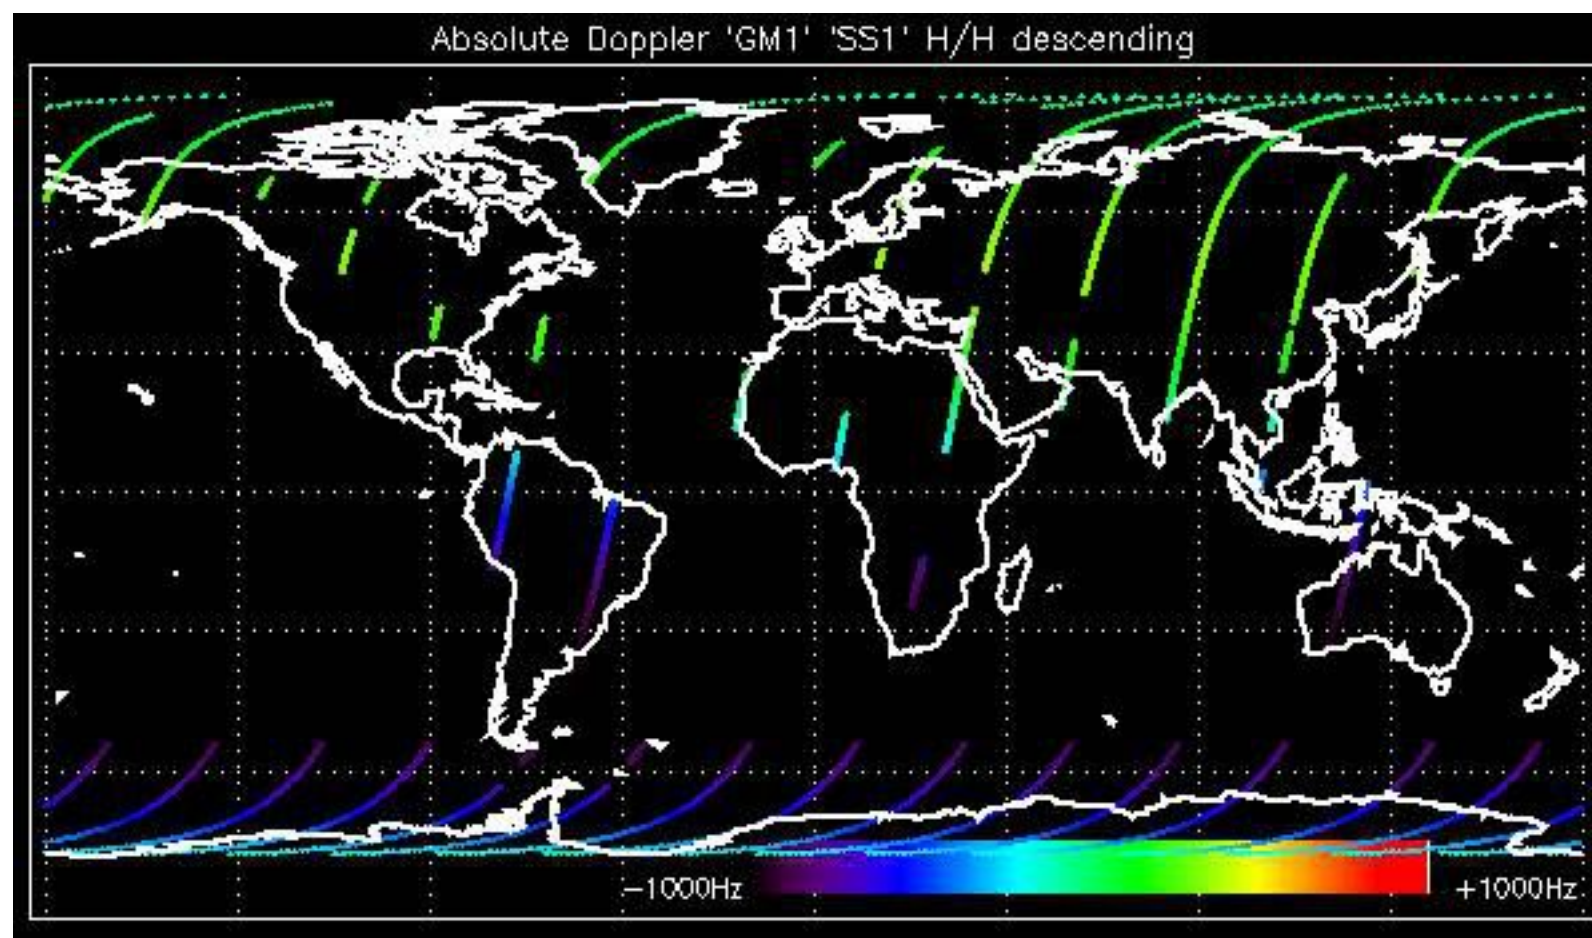 Absolute Doppler 'GM1' 'SS1' H/H descending
-1000Hz +1000Hz